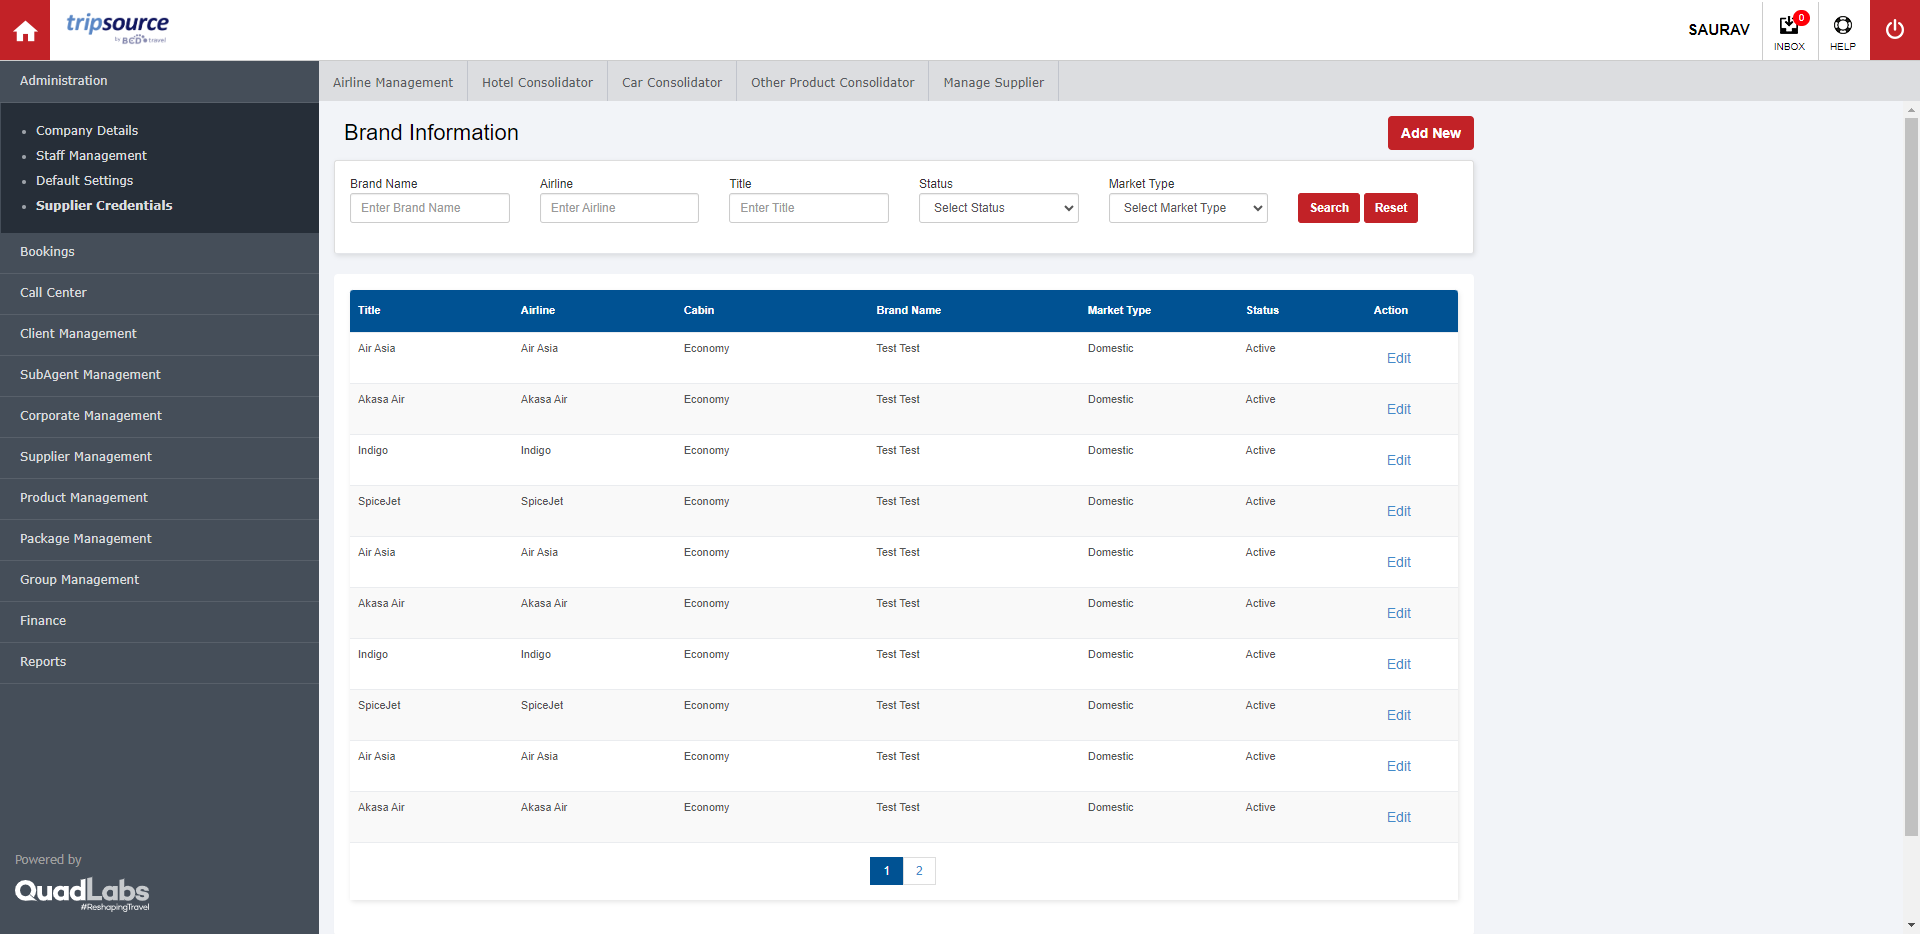 tripsource
by BCD travel
SAURAV
0
INBOX
HELP
Administration
Company Details
Staff Management
Default Settings
Supplier Credentials
Bookings
Call Center
Client Management
SubAgent Management
Corporate Management
Supplier Management
Product Management
Package Management
Group Management
Finance
Reports
Powered by
QuadLabs
#ReshapingTravel
Airline Management Hotel Consolidator Car Consolidator Other Product Consolidator Manage Supplier
Brand Information
Add New
Brand Name Airline Title Status Market Type
Enter Brand Name Enter Airline Enter Title Select Status Select Market Type Search Reset
Title Airline Cabin Brand Name Market Type Status Action
Air Asia Air Asia Economy Test Test Domestic Active Edit
Akasa Air Akasa Air Economy Test Test Domestic Active Edit
Indigo Indigo Economy Test Test Domestic Active Edit
SpiceJet SpiceJet Economy Test Test Domestic Active Edit
Air Asia Air Asia Economy Test Test Domestic Active Edit
Akasa Air Akasa Air Economy Test Test Domestic Active Edit
Indigo Indigo Economy Test Test Domestic Active Edit
SpiceJet SpiceJet Economy Test Test Domestic Active Edit
Air Asia Air Asia Economy Test Test Domestic Active Edit
Akasa Air Akasa Air Economy Test Test Domestic Active Edit
1 2